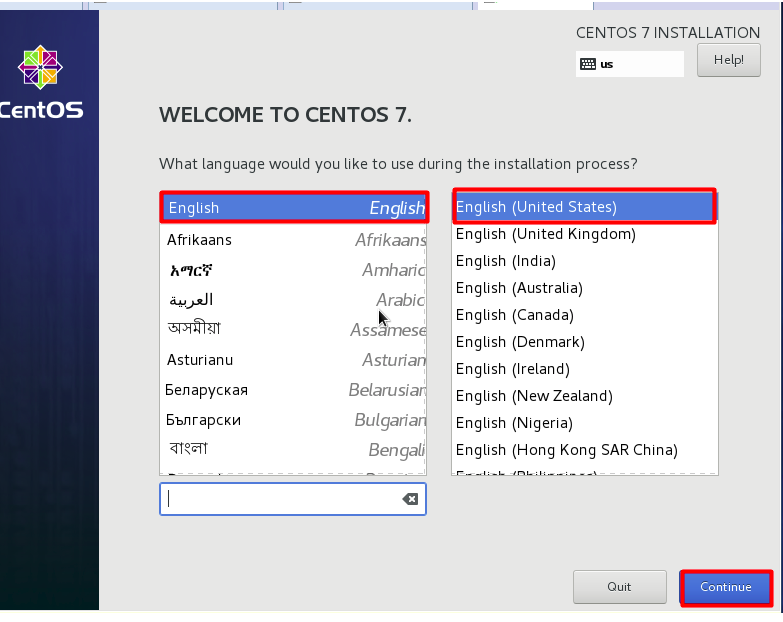 CENTOS 7 INSTALLATION
us
Help!
CentOS
WELCOME TO CENTOS 7.
What language would you like to use during the installation process?
English English
Afrikaans Afrikaans
አማርኛ Amharic
العربية Arabic
অসমীয়া Assamese
Asturianu Asturian
Беларуская Belarusian
Български Bulgarian
বাংলা Bengali
English (United States)
English (United Kingdom)
English (India)
English (Australia)
English (Canada)
English (Denmark)
English (Ireland)
English (New Zealand)
English (Nigeria)
English (Hong Kong SAR China)
English (Philippines)
Quit
Continue